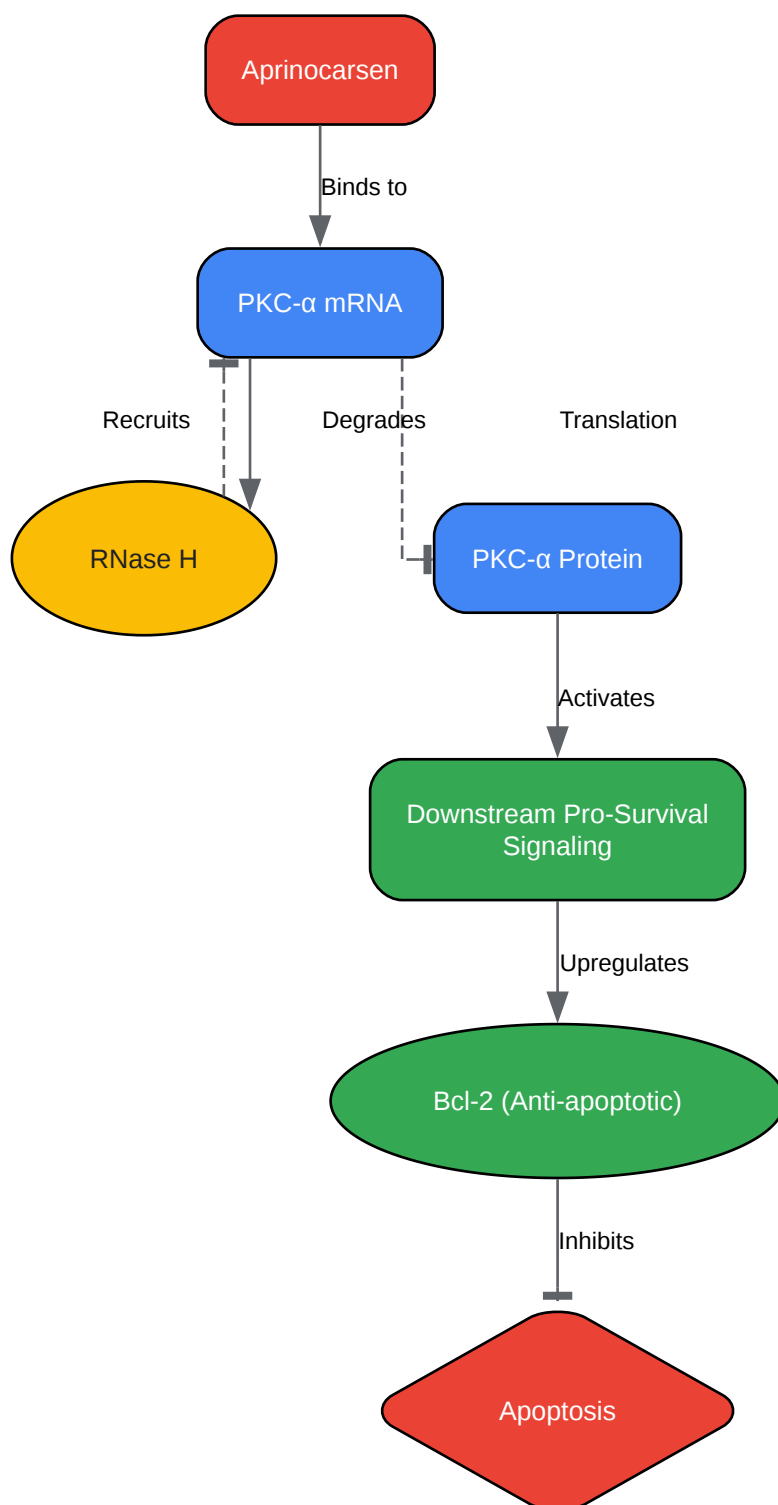 Aprinocarsen
Binds to
PKC-α mRNA
Recruits
Degrades
Translation
RNase H
PKC-α Protein
Activates
Downstream Pro-Survival
Signaling
Upregulates
Bcl-2 (Anti-apoptotic)
Inhibits
Apoptosis